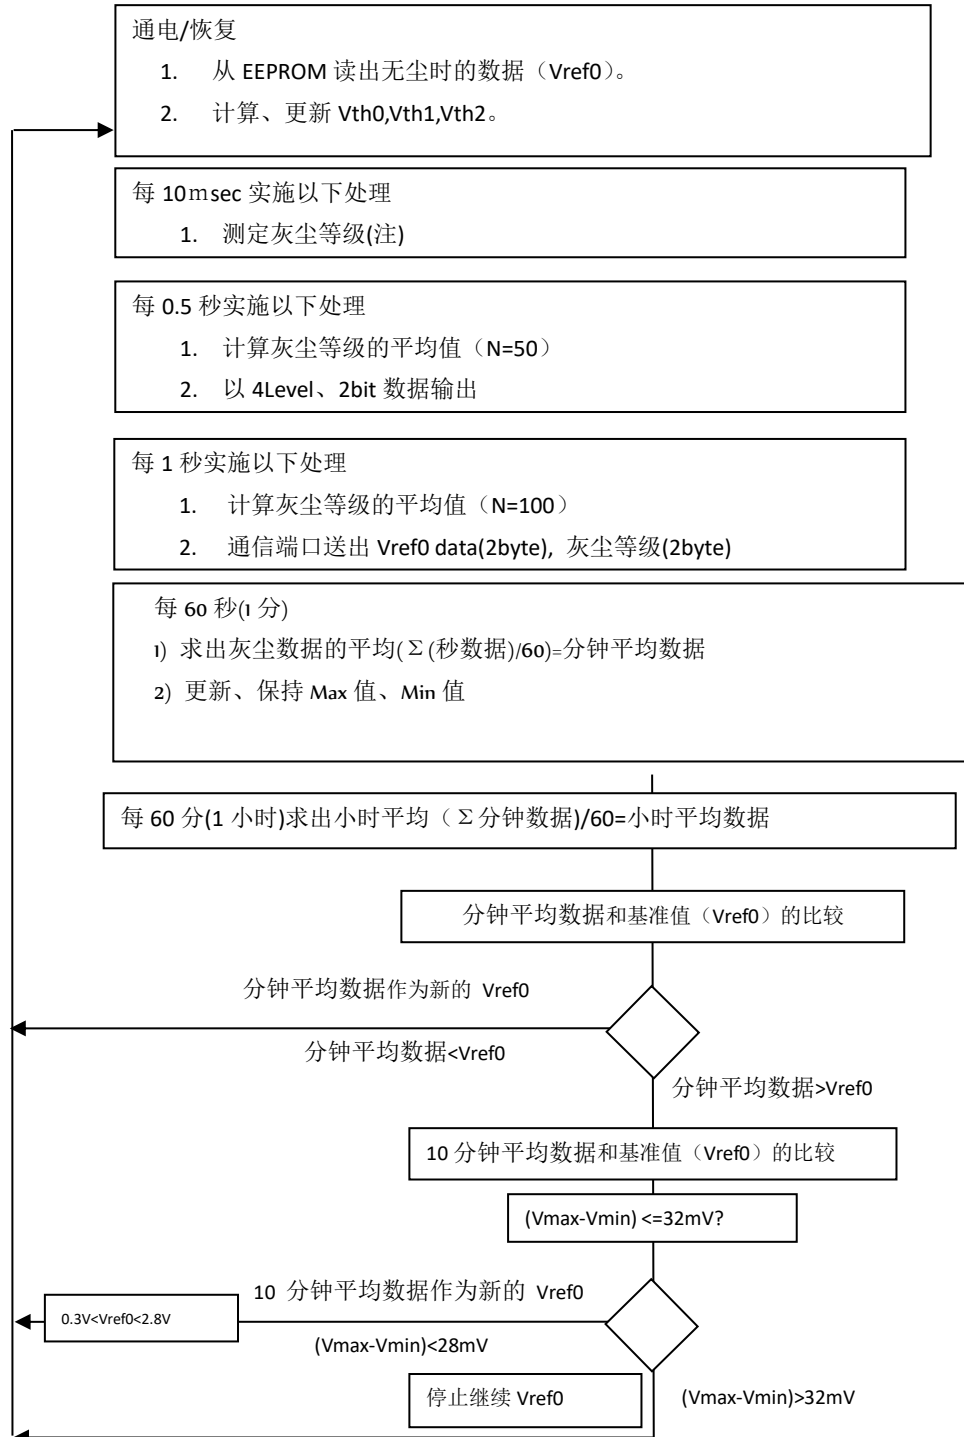 通电/恢复
1. 从 EEPROM 读出无尘时的数据（Vref0）。
2. 计算、更新 Vth0,Vth1,Vth2。
每 10ｍsec 实施以下处理
1. 测定灰尘等级(注)
每 0.5 秒实施以下处理
1. 计算灰尘等级的平均值（N=50）
2. 以 4Level、2bit 数据输出
每 1 秒实施以下处理
1. 计算灰尘等级的平均值（N=100）
2. 通信端口送出 Vref0 data(2byte), 灰尘等级(2byte)
每 60 秒(1 分)
1) 求出灰尘数据的平均(Σ(秒数据)/60)=分钟平均数据
2) 更新、保持 Max 值、Min 值
每 60 分(1 小时)求出小时平均（Σ分钟数据)/60=小时平均数据
分钟平均数据和基准值（Vref0）的比较
分钟平均数据作为新的 Vref0
分钟平均数据<Vref0
分钟平均数据>Vref0
10 分钟平均数据和基准值（Vref0）的比较
(Vmax-Vmin) <=32mV?
10 分钟平均数据作为新的 Vref0
0.3V<Vref0<2.8V
(Vmax-Vmin)<28mV
停止继续 Vref0
(Vmax-Vmin)>32mV